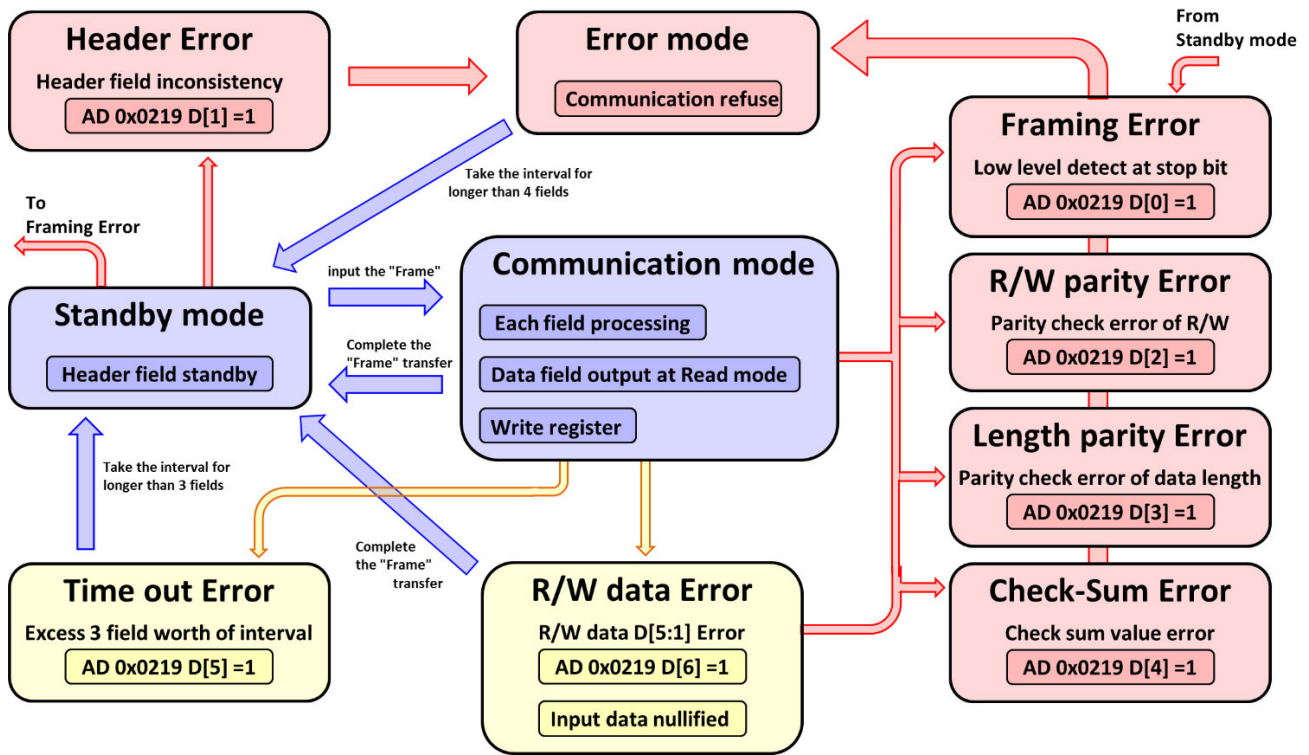 Header Error
Header field inconsistency
AD 0x0219 D[1] =1
Error mode
Communication refuse
From
Standby mode
Framing Error
Low level detect at stop bit
AD 0x0219 D[0] =1
Take the interval for
longer than 4 fields
To
Framing Error
Standby mode
Header field standby
input the "Frame"
Complete the
"Frame" transfer
Communication mode
Each field processing
Data field output at Read mode
Write register
R/W parity Error
Parity check error of R/W
AD 0x0219 D[2] =1
Length parity Error
Parity check error of data length
AD 0x0219 D[3] =1
Take the interval for
longer than 3 fields
Complete
the "Frame"
transfer
Time out Error
Excess 3 field worth of interval
AD 0x0219 D[5] =1
R/W data Error
R/W data D[5:1] Error
AD 0x0219 D[6] =1
Input data nullified
Check-Sum Error
Check sum value error
AD 0x0219 D[4] =1